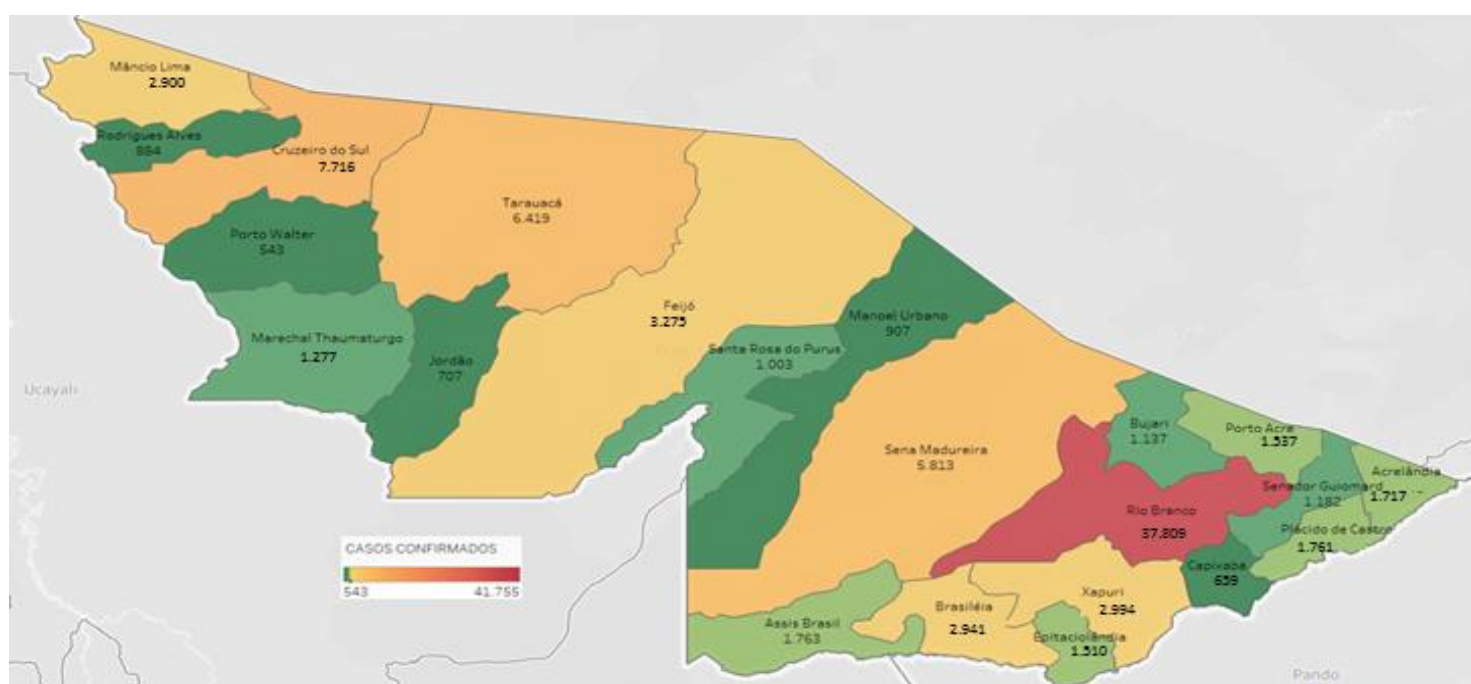 Mâncio Lima
2.900
Rodrigues Alves
884
Cruzeiro do Sul
7.716
Tarauacá
6.419
Porto Walter
543
Feijó
3.275
Manoel Urbano
907
Marechal Thaumaturgo
1.277
Santa Rosa do Purus
1.003
Jordão
707
Ucayali
Sena Madureira
5.813
Bujari
1.137
Porto Acre
1.537
Acrelândia
1.717
Senador Guiomard
1.182
Rio Branco
37.809
Plácido de Castro
1.761
CASOS CONFIRMADOS
543
41.755
Capixaba
659
Xapuri
2.994
Brasiléia
2.941
Assis Brasil
1.763
Epitaciolândia
1.510
Pando